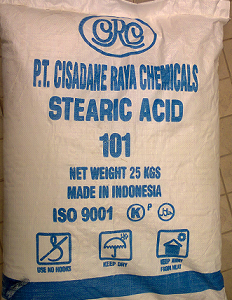 CRC
P.T. CISADANE RAYA CHEMICALS
STEARIC ACID
101
NET WEIGHT 25 KGS
MADE IN INDONESIA
ISO 9001 K P
USE NO HOOKS KEEP DRY KEEP AWAY FROM HEAT